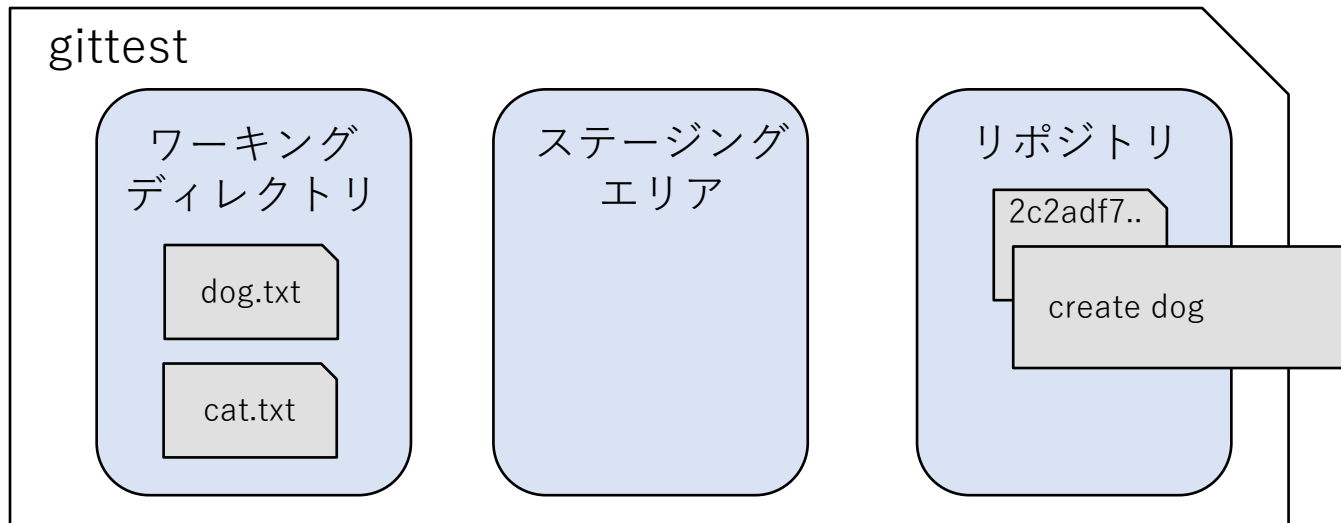 gittest
ワーキング
ディレクトリ
dog.txt
cat.txt
ステージング
エリア
リポジトリ
2c2adf7..
create dog